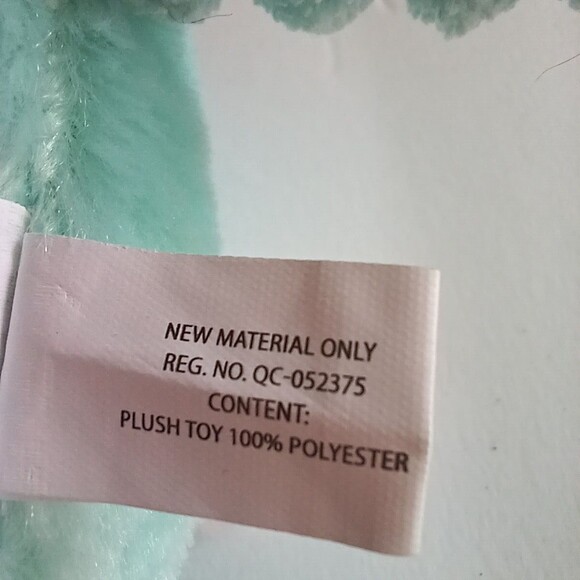 NEW MATERIAL ONLY
REG. NO. QC-052375
CONTENT:
PLUSH TOY 100% POLYESTER